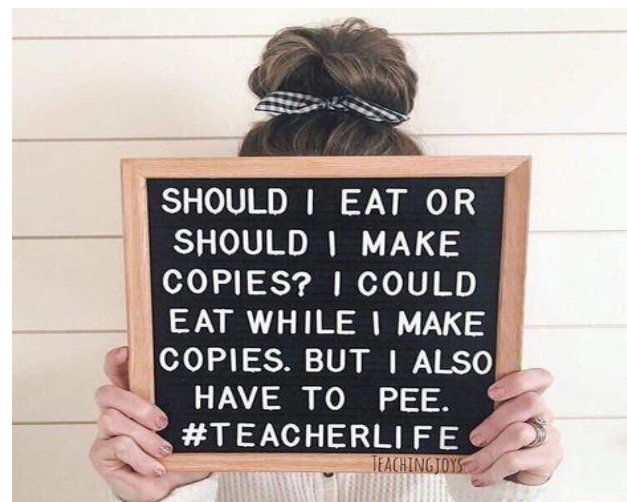 SHOULD I EAT OR
SHOULD I MAKE
COPIES? I COULD
EAT WHILE I MAKE
COPIES. BUT I ALSO
HAVE TO PEE.
#TEACHERLIFE
TEACHINGJOYS